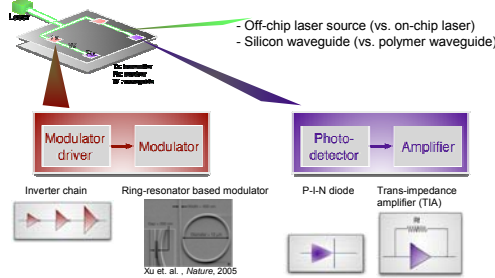 Laser
- Off-chip laser source (vs. on-chip laser)
- Silicon waveguide (vs. polymer waveguide)
Modulator driver
Modulator
Photo-detector
Amplifier
Inverter chain
Ring-resonator based modulator
P-I-N diode
Trans-impedance
amplifier (TIA)
Rf
Xu et. al. , Nature, 2005